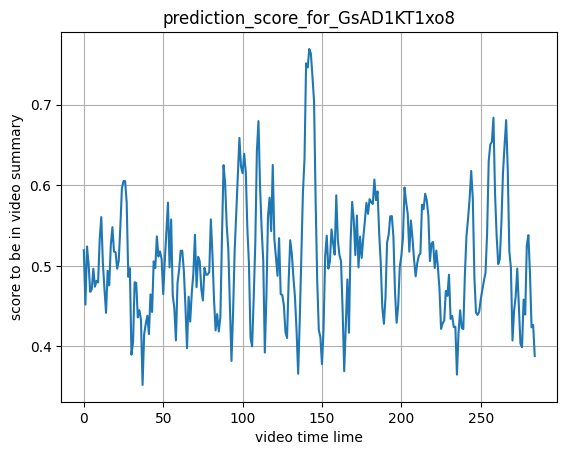 prediction_score_for_GsAD1KT1xo8
score to be in video summary
0.7
0.6
0.5
0.4
0 50 100 150 200 250
video time lime